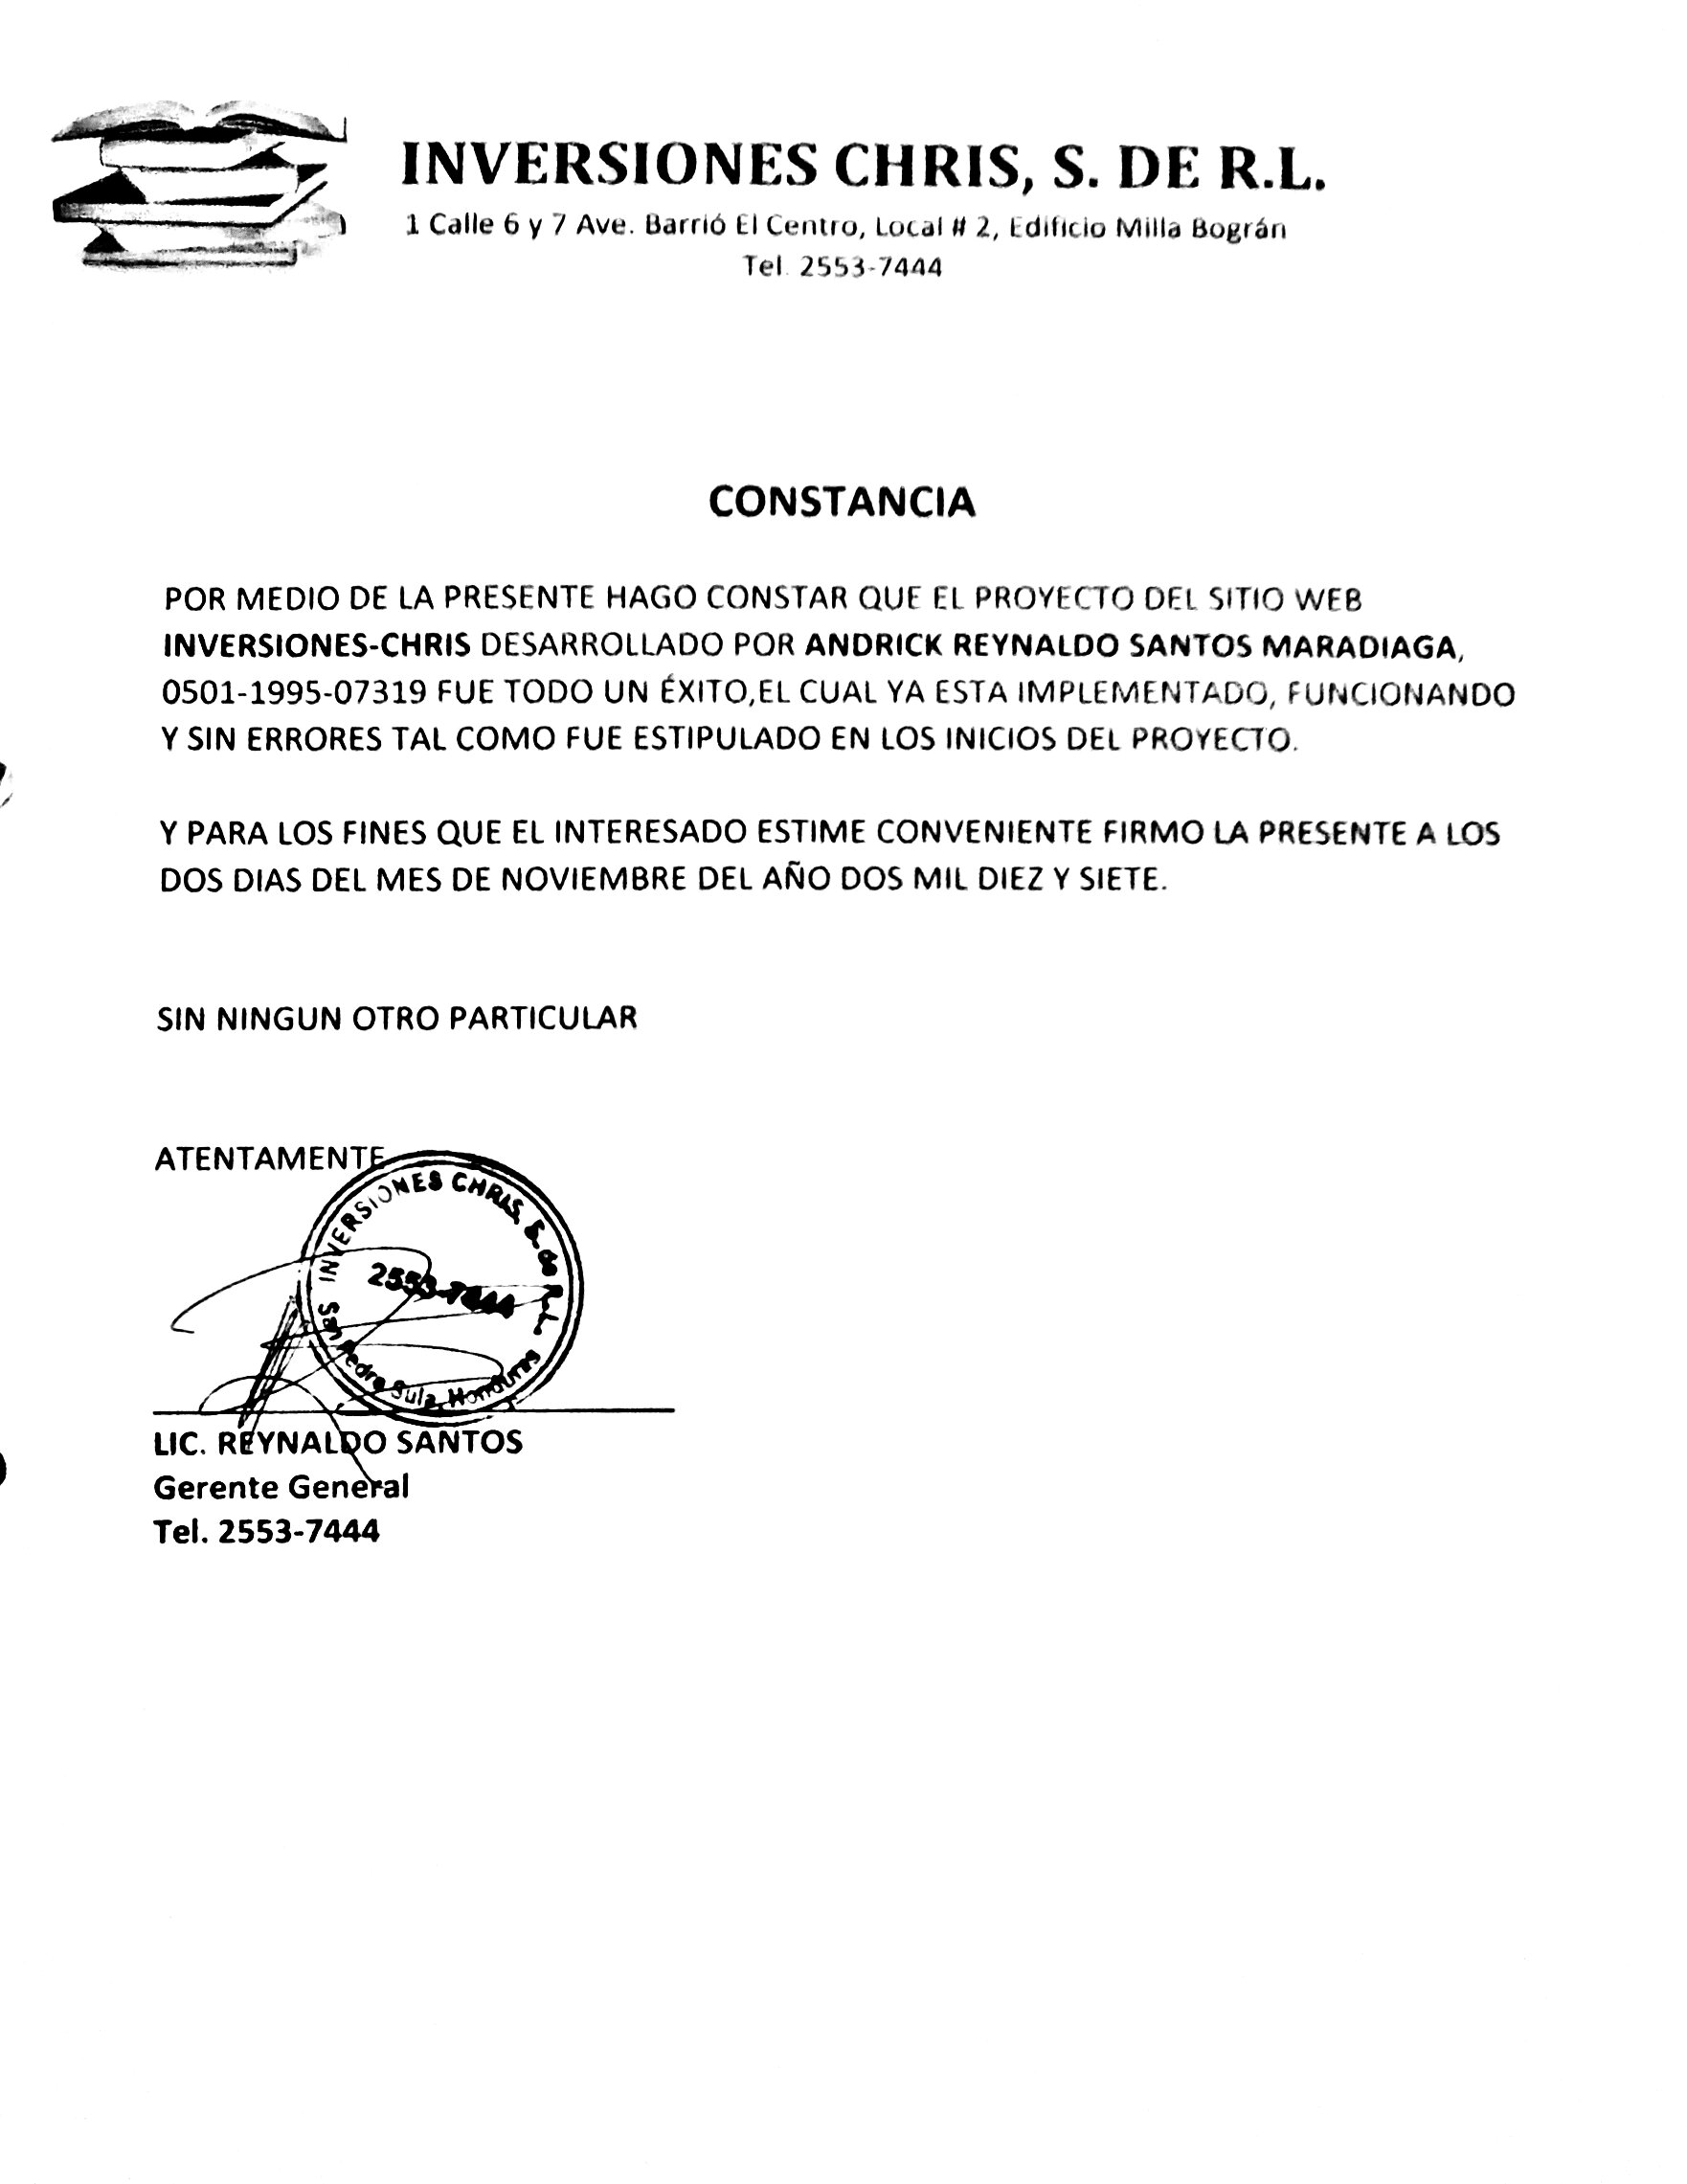 INVERSIONES CHRIS, S. DE R.L.
1 Calle 6 y 7 Ave. Barrió El Centro, Local # 2, Edificio Milla Bográn
Tel. 2553-7444
CONSTANCIA
POR MEDIO DE LA PRESENTE HAGO CONSTAR QUE EL PROYECTO DEL SITIO WEB
INVERSIONES-CHRIS DESARROLLADO POR ANDRICK REYNALDO SANTOS MARADIAGA,
0501-1995-07319 FUE TODO UN ÉXITO,EL CUAL YA ESTA IMPLEMENTADO, FUNCIONANDO
Y SIN ERRORES TAL COMO FUE ESTIPULADO EN LOS INICIOS DEL PROYECTO.
Y PARA LOS FINES QUE EL INTERESADO ESTIME CONVENIENTE FIRMO LA PRESENTE A LOS
DOS DIAS DEL MES DE NOVIEMBRE DEL AÑO DOS MIL DIEZ Y SIETE.
SIN NINGUN OTRO PARTICULAR
ATENTAMENTE
INVERSIONES CHRIS, S. de R.L.
2553-7444
San Pedro Sula, Honduras
LIC. REYNALDO SANTOS
Gerente General
Tel. 2553-7444